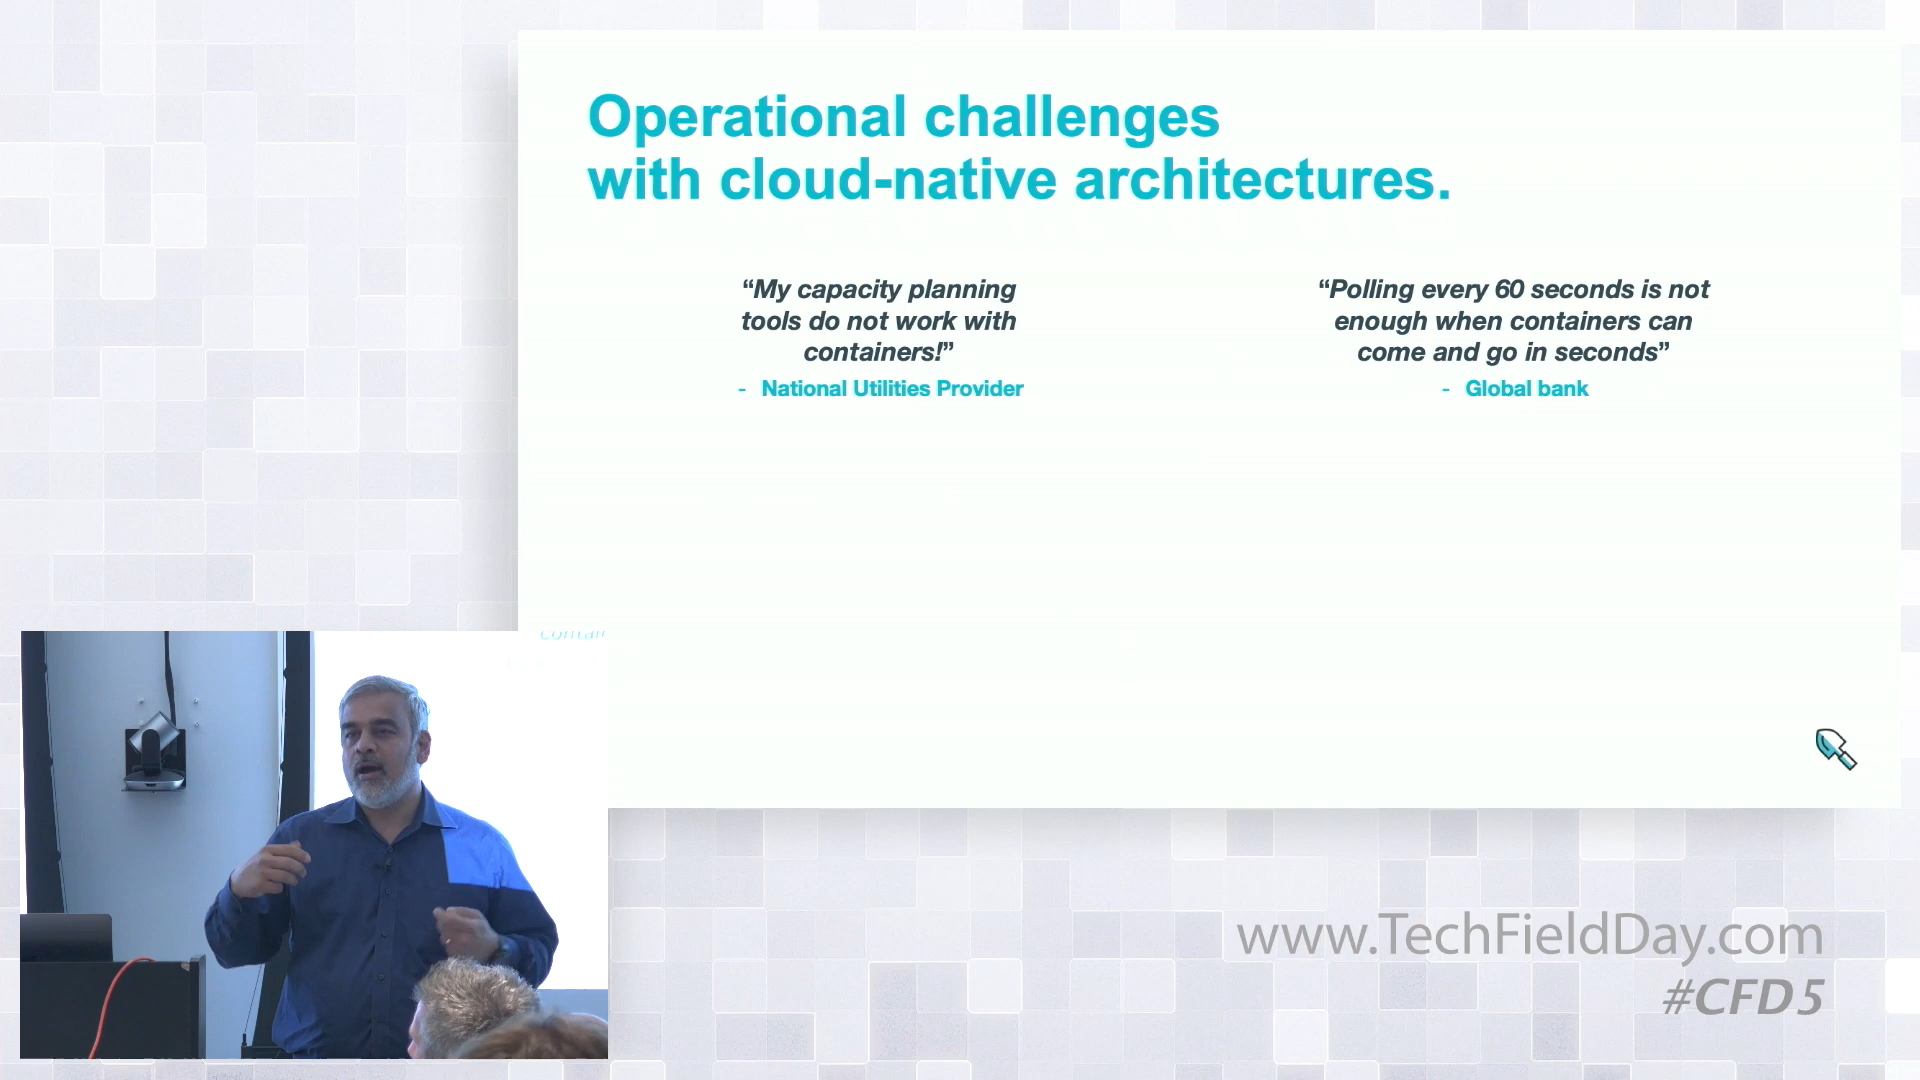 Operational challenges
with cloud-native architectures.
“My capacity planning
tools do not work with
containers!”
- National Utilities Provider
“Polling every 60 seconds is not
enough when containers can
come and go in seconds”
- Global bank
www.TechFieldDay.com
#CFD5